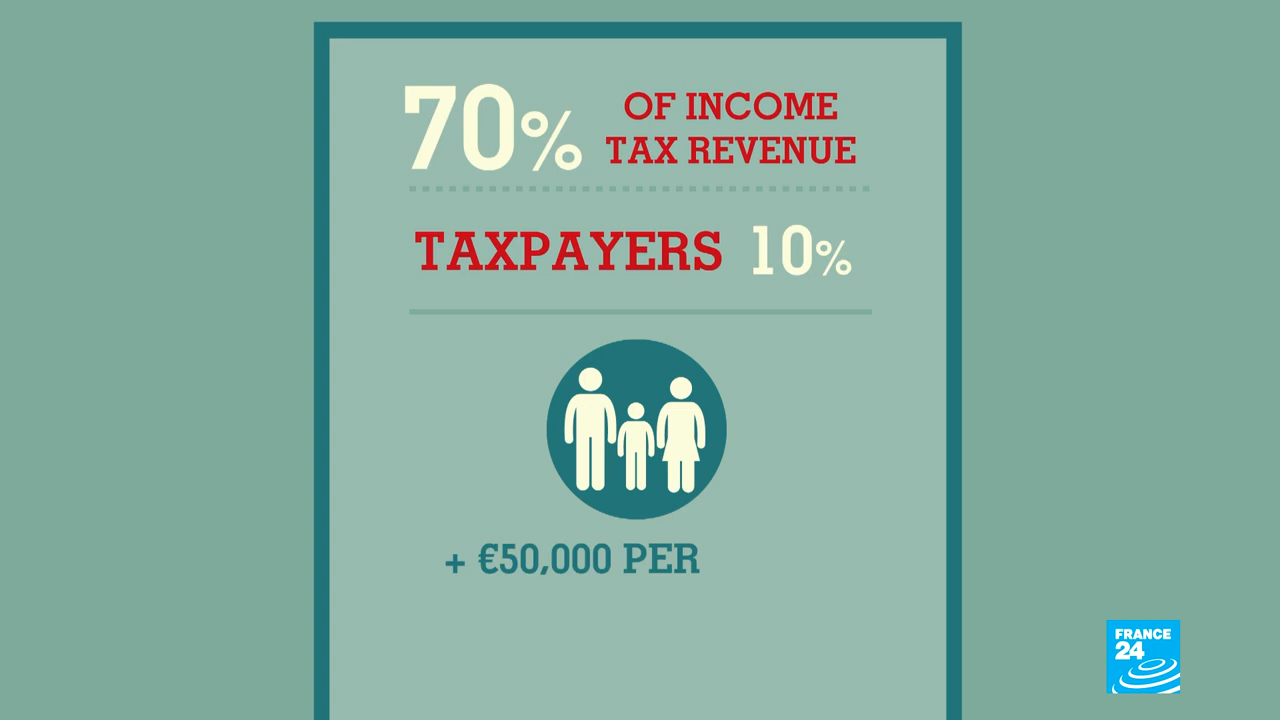 70% OF INCOME
TAX REVENUE
TAXPAYERS 10%
+ €50,000 PER
FRANCE
24